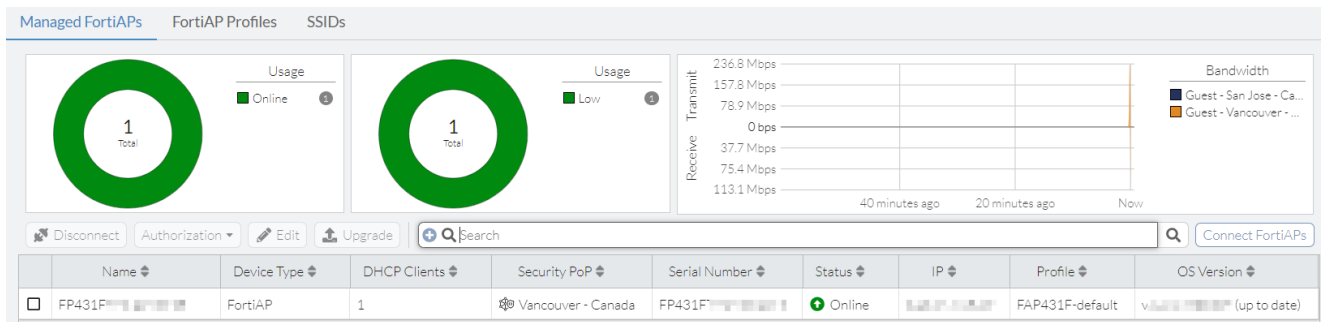 Managed FortiAPs FortiAP Profiles SSIDs
Usage
Online 1
1
Total
Usage
Low 1
1
Total
Transmit
Receive
236.8 Mbps
157.8 Mbps
78.9 Mbps
0 bps
37.7 Mbps
75.4 Mbps
113.1 Mbps
40 minutes ago 20 minutes ago Now
Bandwidth
Guest - San Jose - Ca...
Guest - Vancouver - ...
Disconnect Authorization Edit Upgrade Search Connect FortiAPs
Name Device Type DHCP Clients Security PoP Serial Number Status IP Profile OS Version
FP431F FortiAP 1 Vancouver - Canada FP431F Online FAP431F-default v (up to date)